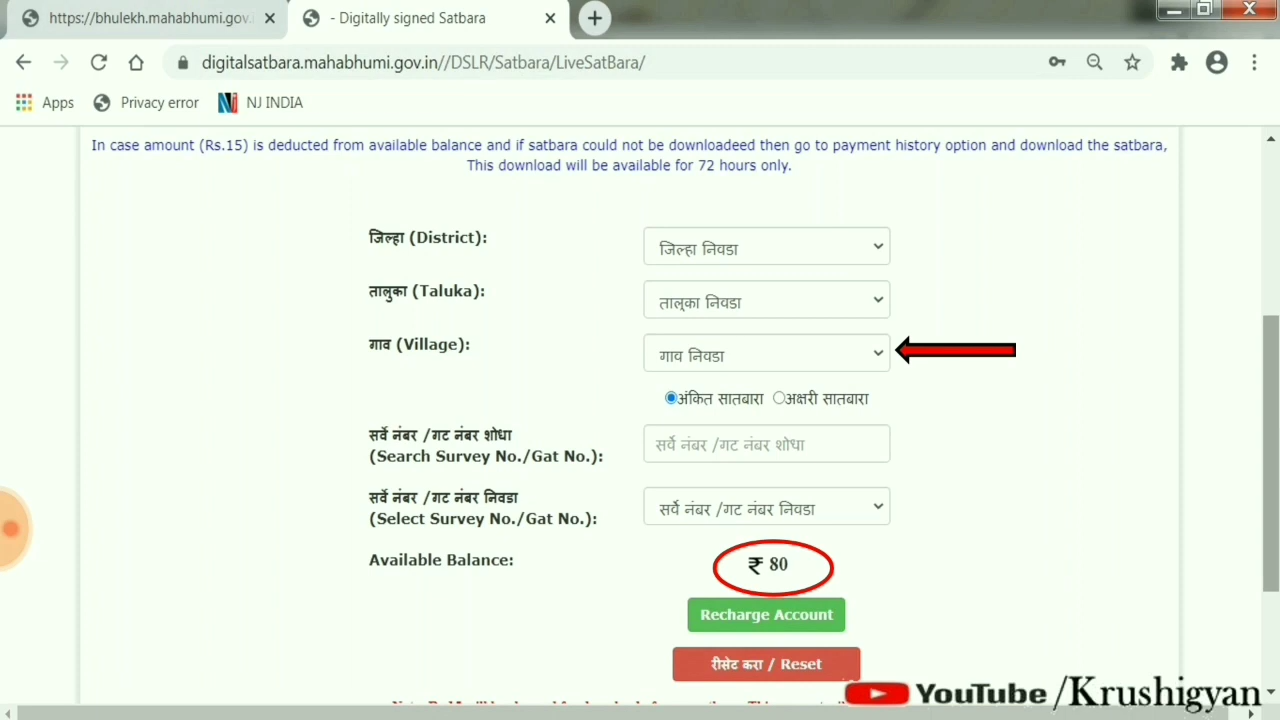 https://bhulekh.mahabhumi.gov.i
- Digitally signed Satbara
digitalsatbara.mahabhumi.gov.in//DSLR/Satbara/LiveSatBara/
Apps
Privacy error
NJ INDIA
In case amount (Rs.15) is deducted from available balance and if satbara could not be downloadeed then go to payment history option and download the satbara,
This download will be available for 72 hours only.
जिल्हा (District):
जिल्हा निवडा
तालुका (Taluka):
तालुका निवडा
गाव (Village):
गाव निवडा
अंकित सातबारा अक्षरी सातबारा
सर्वे नंबर /गट नंबर शोधा
(Search Survey No./Gat No.):
सर्वे नंबर /गट नंबर शोधा
सर्वे नंबर /गट नंबर निवडा
(Select Survey No./Gat No.):
सर्वे नंबर /गट नंबर निवडा
Available Balance:
₹ 80
Recharge Account
रीसेट करा / Reset
YouTube /Krushigyan